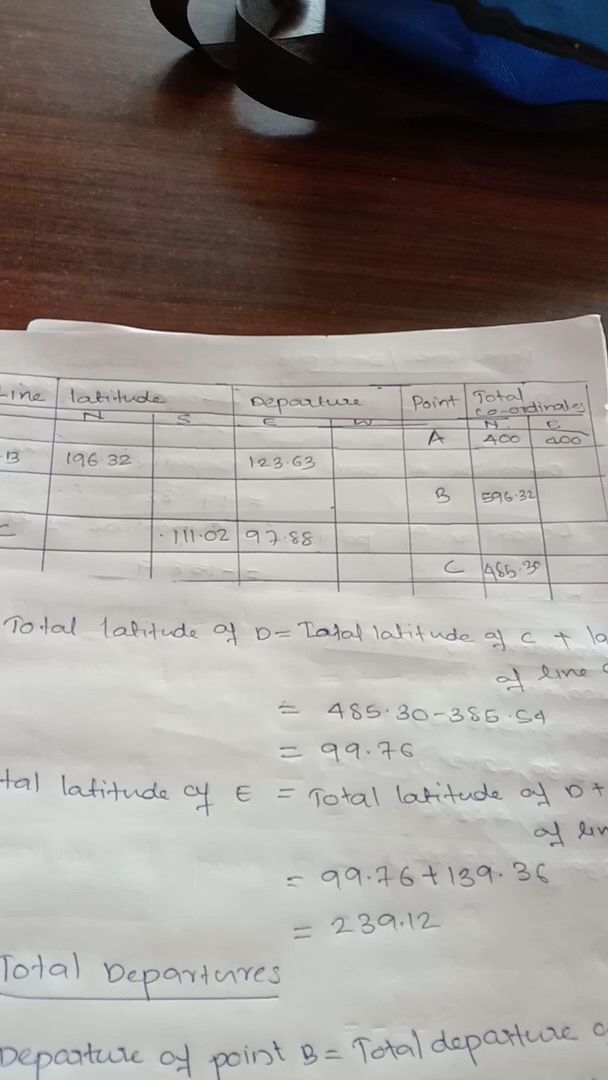 Line latitude Departure Point Total co-ordinates
N S E W N E
A 400 400
B 196.32 123.63
B 596.32
C .111.02 97.88
C 485.30
Total latitude of D = Total latitude of C + la
of line
= 485.30-385.54
= 99.76
tal latitude of E = Total latitude of D+
of lin
= 99.76+139.36
= 239.12
Total Departures
Departure of point B = Total departure